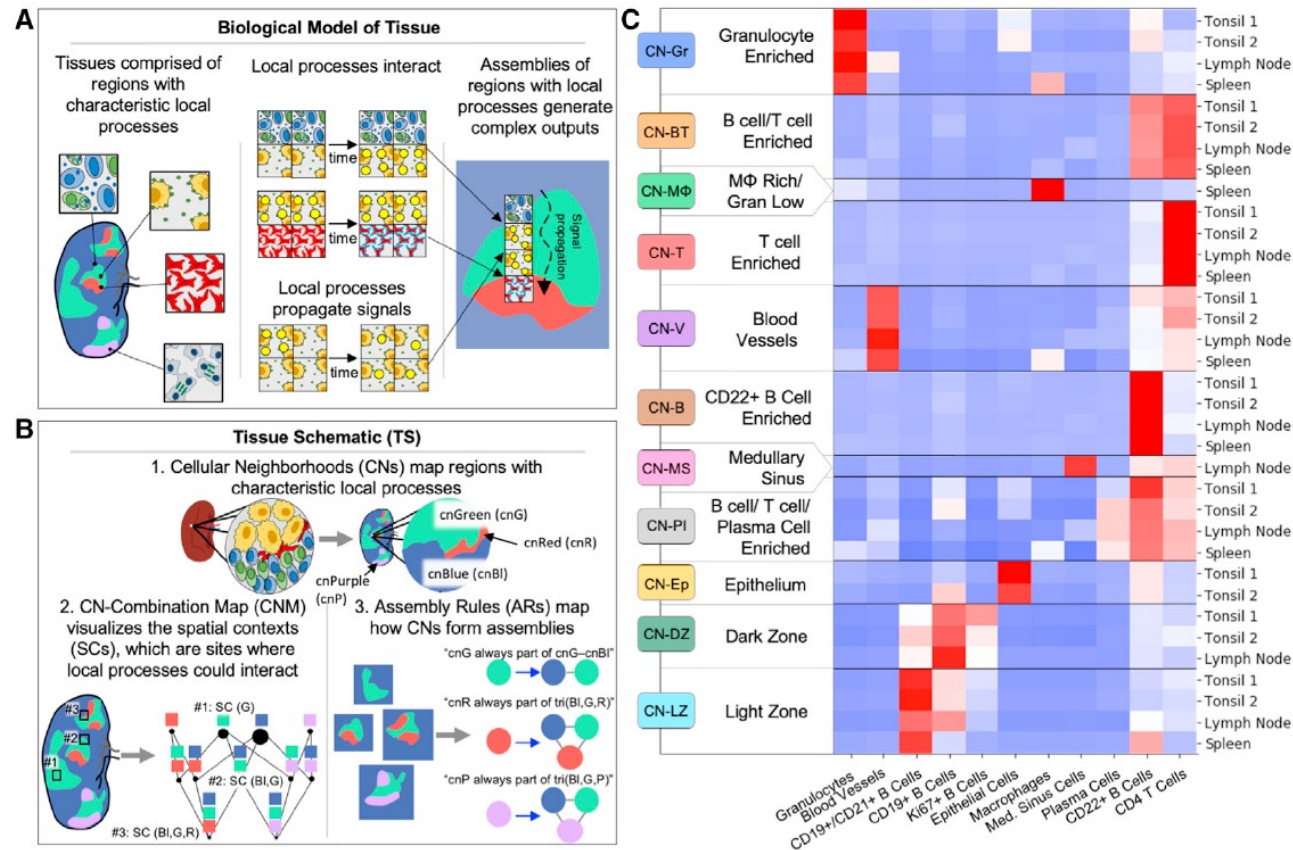 A
Biological Model of Tissue
Tissues comprised of
regions with
characteristic local
processes
Local processes interact
time
time
Local processes
propagate signals
time
Assemblies of
regions with local
processes generate
complex outputs
Signal
propagation
B
Tissue Schematic (TS)
1. Cellular Neighborhoods (CNs) map regions with
characteristic local processes
cnGreen (cnG)
cnRed (cnR)
cnBlue (cnBl)
cnPurple
(cnP)
2. CN-Combination Map (CNM)
visualizes the spatial contexts
(SCs), which are sites where
local processes could interact
#3
#2
#1
#1: SC (G)
#2: SC (Bl,G)
#3: SC (Bl,G,R)
3. Assembly Rules (ARs) map
how CNs form assemblies
"cnG always part of cnG–cnBl"
"cnR always part of tri(Bl,G,R)"
"cnP always part of tri(Bl,G,P)"
C
CN-Gr
Granulocyte
Enriched
Tonsil 1
Tonsil 2
Lymph Node
Spleen
CN-BT
B cell/T cell
Enriched
Tonsil 1
Tonsil 2
Lymph Node
Spleen
CN-MΦ
MΦ Rich/
Gran Low
Spleen
CN-T
T cell
Enriched
Tonsil 1
Tonsil 2
Lymph Node
Spleen
CN-V
Blood
Vessels
Tonsil 1
Tonsil 2
Lymph Node
Spleen
CN-B
CD22+ B Cell
Enriched
Tonsil 1
Tonsil 2
Lymph Node
Spleen
CN-MS
Medullary
Sinus
Lymph Node
CN-Pl
B cell/ T cell/
Plasma Cell
Enriched
Tonsil 1
Tonsil 2
Lymph Node
Spleen
CN-Ep
Epithelium
Tonsil 1
Tonsil 2
CN-DZ
Dark Zone
Tonsil 1
Tonsil 2
Lymph Node
CN-LZ
Light Zone
Tonsil 1
Tonsil 2
Lymph Node
Spleen
Granulocytes
Blood Vessels
CD19+/CD21+ B Cells
CD19+ B Cells
Ki67+ B Cells
Epithelial Cells
Macrophages
Med. Sinus Cells
Plasma Cells
CD22+ B Cells
CD4 T Cells